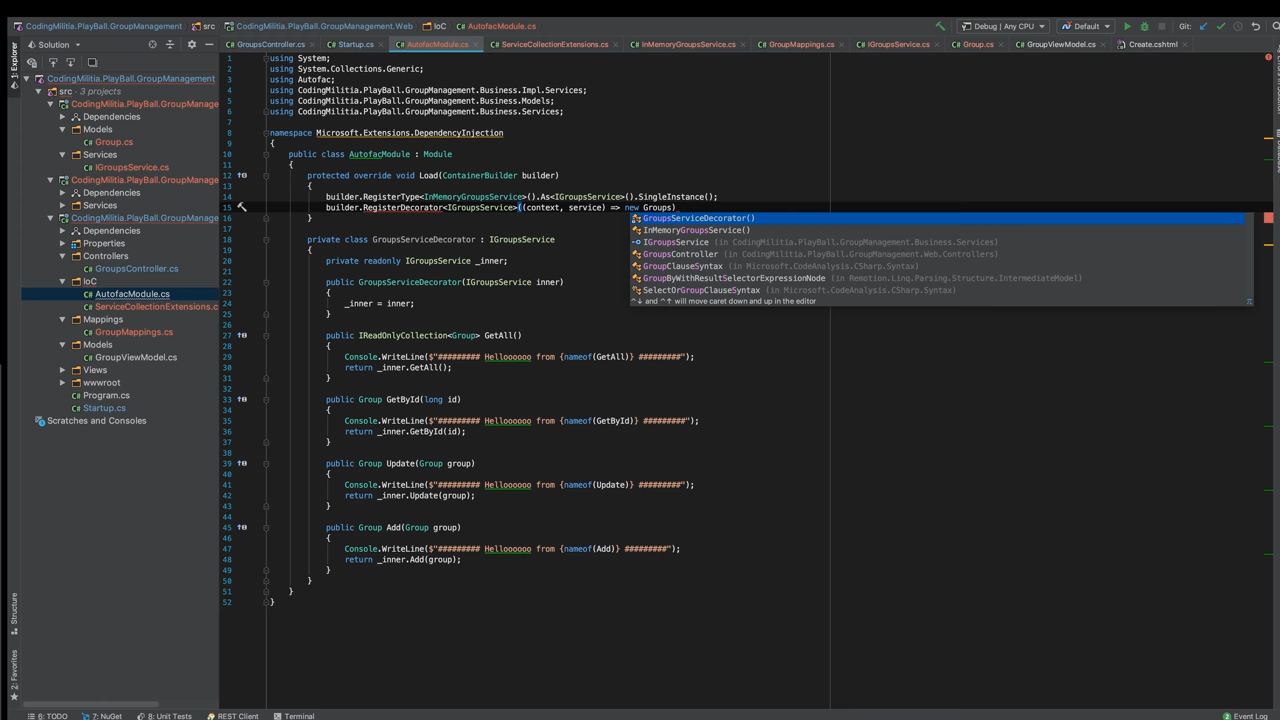 CodingMilitia.PlayBall.GroupManagement src CodingMilitia.PlayBall.GroupManagement.Web IoC AutofacModule.cs Debug | Any CPU Default Git:
Solution GroupsController.cs Startup.cs AutofacModule.cs ServiceCollectionExtensions.cs InMemoryGroupsService.cs GroupMappings.cs IGroupsService.cs Group.cs GroupViewModel.cs Create.cshtml
1: Explorer
CodingMilitia.PlayBall.GroupManagement
src 3 projects
CodingMilitia.PlayBall.GroupManage
Dependencies
Models
Group.cs
Services
IGroupsService.cs
CodingMilitia.PlayBall.GroupManage
Dependencies
Services
CodingMilitia.PlayBall.GroupManage
Dependencies
Properties
Controllers
GroupsController.cs
IoC
AutofacModule.cs
ServiceCollectionExtensions.c
Mappings
GroupMappings.cs
Models
GroupViewModel.cs
Views
wwwroot
Program.cs
Startup.cs
Scratches and Consoles
1 using System;
2 using System.Collections.Generic;
3 using Autofac;
4 using CodingMilitia.PlayBall.GroupManagement.Business.Impl.Services;
5 using CodingMilitia.PlayBall.GroupManagement.Business.Models;
6 using CodingMilitia.PlayBall.GroupManagement.Business.Services;
7
8 namespace Microsoft.Extensions.DependencyInjection
9 {
10 public class AutofacModule : Module
11 {
12 protected override void Load(ContainerBuilder builder)
13 {
14 builder.RegisterType<InMemoryGroupsService>().As<IGroupsService>().SingleInstance();
15 builder.RegisterDecorator<IGroupsService>((context, service) => new Groups)
16 }
GroupsServiceDecorator()
InMemoryGroupsService()
IGroupsService (in CodingMilitia.PlayBall.GroupManagement.Business.Services)
GroupsController (in CodingMilitia.PlayBall.GroupManagement.Web.Controllers)
GroupClauseSyntax (in Microsoft.CodeAnalysis.CSharp.Syntax)
GroupByWithResultSelectorExpressionNode (in Remotion.Linq.Parsing.Structure.IntermediateModel)
SelectOrGroupClauseSyntax (in Microsoft.CodeAnalysis.CSharp.Syntax)
^↓ and ^↑ will move caret down and up in the editor
18 private class GroupsServiceDecorator : IGroupsService
19 {
20 private readonly IGroupsService _inner;
21
22 public GroupsServiceDecorator(IGroupsService inner)
23 {
24 _inner = inner;
25 }
26
27 public IReadOnlyCollection<Group> GetAll()
28 {
29 Console.WriteLine($"######### Helloooooo from {nameof(GetAll)} #########");
30 return _inner.GetAll();
31 }
32
33 public Group GetById(long id)
34 {
35 Console.WriteLine($"######### Helloooooo from {nameof(GetById)} #########");
36 return _inner.GetById(id);
37 }
38
39 public Group Update(Group group)
40 {
41 Console.WriteLine($"######### Helloooooo from {nameof(Update)} #########");
42 return _inner.Update(group);
43 }
44
45 public Group Add(Group group)
46 {
47 Console.WriteLine($"######### Helloooooo from {nameof(Add)} #########");
48 return _inner.Add(group);
49 }
50 }
51 }
52 }
Structure
2: Favorites
6: TODO 7: NuGet 8: Unit Tests REST Client Terminal 2 Event Log